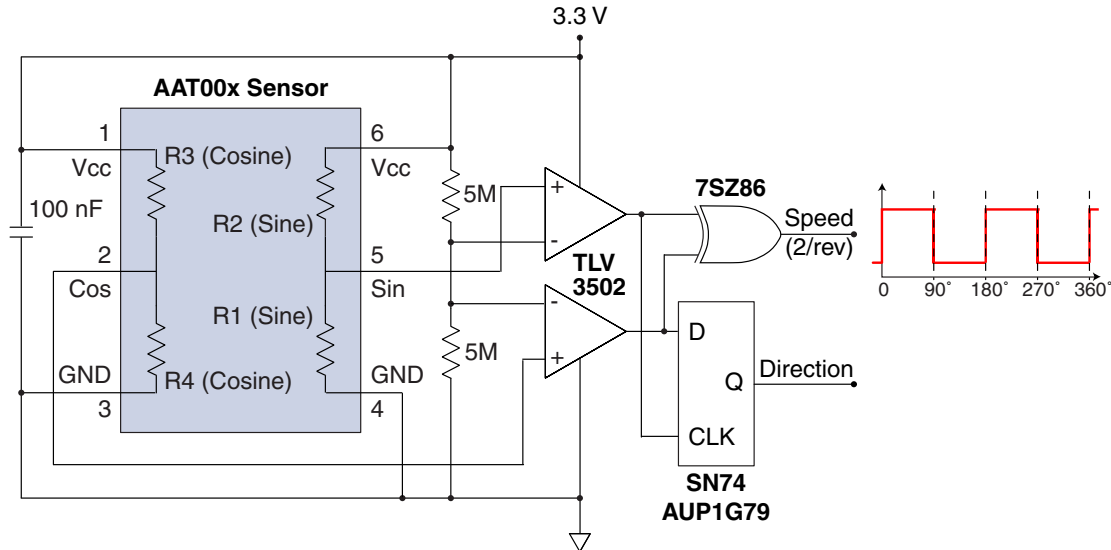 3.3 V
AAT00x Sensor
1
Vcc
R3 (Cosine)
6
Vcc
100 nF
R2 (Sine)
5M
+
-
7SZ86
Speed
(2/rev)
2
Cos
5
Sin
TLV
3502
0 90° 180° 270° 360°
R1 (Sine)
-
+
5M
D
Q
CLK
Direction
GND
3
R4 (Cosine)
GND
4
SN74
AUP1G79